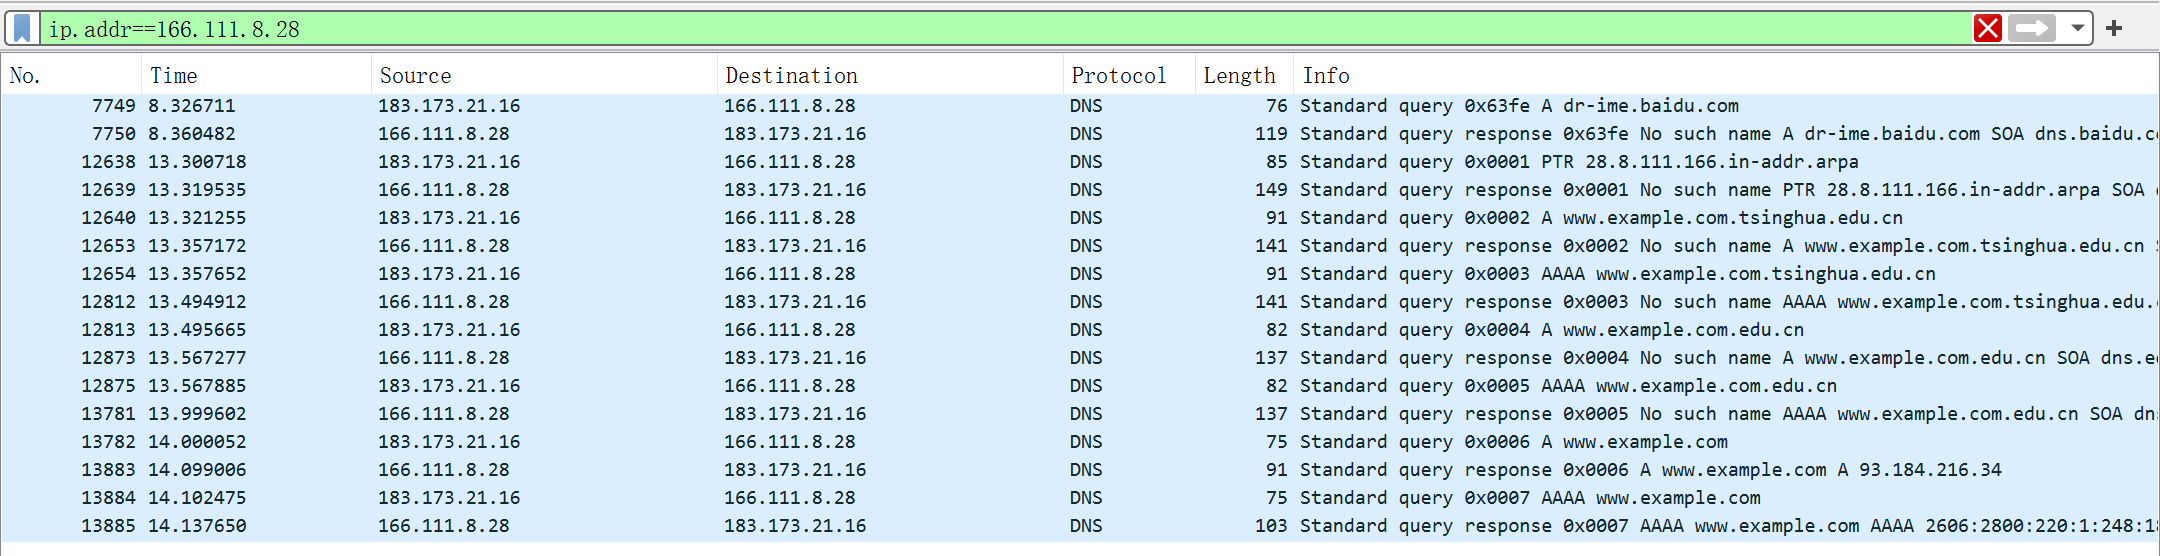 ip.addr==166.111.8.28
No. Time Source Destination Protocol Length Info
7749 8.326711 183.173.21.16 166.111.8.28 DNS 76 Standard query 0x63fe A dr-ime.baidu.com
7750 8.360482 166.111.8.28 183.173.21.16 DNS 119 Standard query response 0x63fe No such name A dr-ime.baidu.com SOA dns.baidu.c
12638 13.300718 183.173.21.16 166.111.8.28 DNS 85 Standard query 0x0001 PTR 28.8.111.166.in-addr.arpa
12639 13.319535 166.111.8.28 183.173.21.16 DNS 149 Standard query response 0x0001 No such name PTR 28.8.111.166.in-addr.arpa SOA
12640 13.321255 183.173.21.16 166.111.8.28 DNS 91 Standard query 0x0002 A www.example.com.tsinghua.edu.cn
12653 13.357172 166.111.8.28 183.173.21.16 DNS 141 Standard query response 0x0002 No such name A www.example.com.tsinghua.edu.cn
12654 13.357652 183.173.21.16 166.111.8.28 DNS 91 Standard query 0x0003 AAAA www.example.com.tsinghua.edu.cn
12812 13.494912 166.111.8.28 183.173.21.16 DNS 141 Standard query response 0x0003 No such name AAAA www.example.com.tsinghua.edu.
12813 13.495665 183.173.21.16 166.111.8.28 DNS 82 Standard query 0x0004 A www.example.com.edu.cn
12873 13.567277 166.111.8.28 183.173.21.16 DNS 137 Standard query response 0x0004 No such name A www.example.com.edu.cn SOA dns.e
12875 13.567885 183.173.21.16 166.111.8.28 DNS 82 Standard query 0x0005 AAAA www.example.com.edu.cn
13781 13.999602 166.111.8.28 183.173.21.16 DNS 137 Standard query response 0x0005 No such name AAAA www.example.com.edu.cn SOA dn
13782 14.000052 183.173.21.16 166.111.8.28 DNS 75 Standard query 0x0006 A www.example.com
13883 14.099006 166.111.8.28 183.173.21.16 DNS 91 Standard query response 0x0006 A www.example.com A 93.184.216.34
13884 14.102475 183.173.21.16 166.111.8.28 DNS 75 Standard query 0x0007 AAAA www.example.com
13885 14.137650 166.111.8.28 183.173.21.16 DNS 103 Standard query response 0x0007 AAAA www.example.com AAAA 2606:2800:220:1:248:1